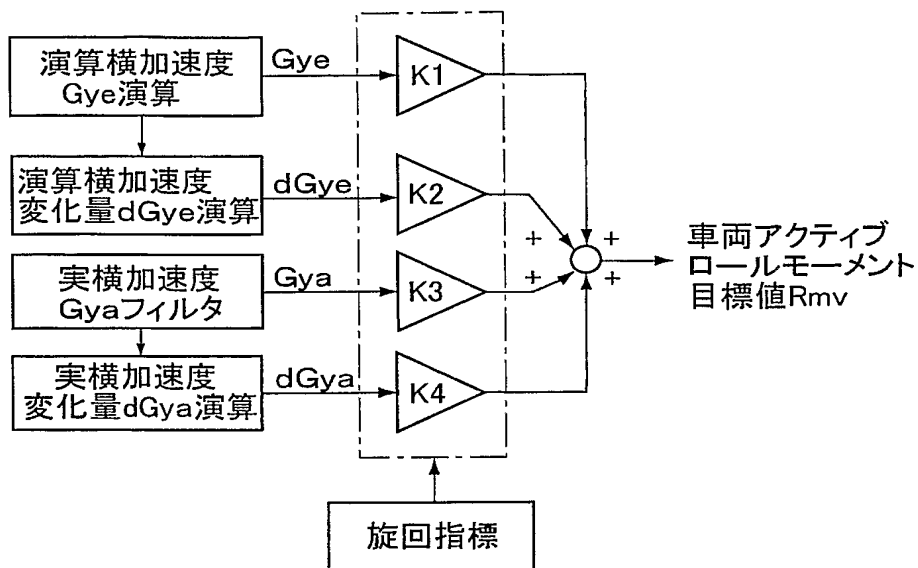 演算横加速度
Gye演算
Gye
K1
演算横加速度
変化量dGye演算
dGye
K2
実横加速度
Gyaフィルタ
Gya
K3
実横加速度
変化量dGya演算
dGya
K4
+
+
+
+
車両アクティブ
ロールモーメント
目標値Rmv
旋回指標